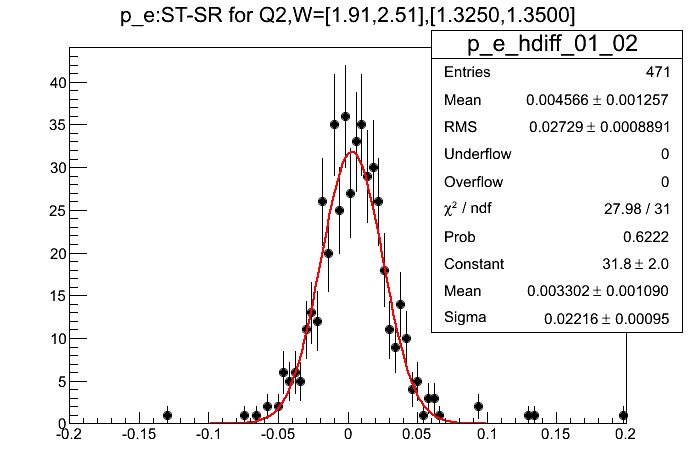 p_e:ST-SR for Q2,W=[1.91,2.51],[1.3250,1.3500]
p_e_hdiff_01_02
Entries 471
Mean 0.004566 ± 0.001257
RMS 0.02729 ± 0.0008891
Underflow 0
Overflow 0
χ² / ndf 27.98 / 31
Prob 0.6222
Constant 31.8 ± 2.0
Mean 0.003302 ± 0.001090
Sigma 0.02216 ± 0.00095
40
35
30
25
20
15
10
5
0
-0.2 -0.15 -0.1 -0.05 0 0.05 0.1 0.15 0.2